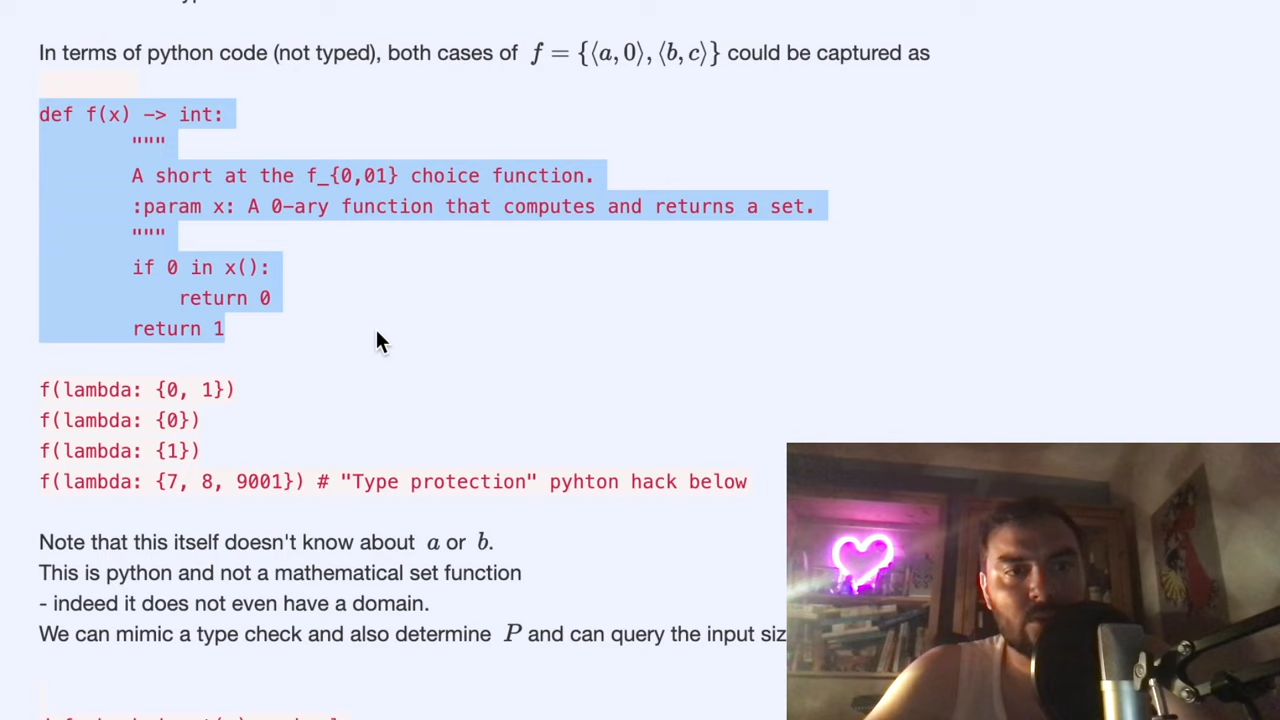 In terms of python code (not typed), both cases of f = {⟨a, 0⟩, ⟨b, c⟩} could be captured as
def f(x) -> int:
"""
A short at the f_{0,01} choice function.
:param x: A 0-ary function that computes and returns a set.
"""
if 0 in x():
return 0
return 1
f(lambda: {0, 1})
f(lambda: {0})
f(lambda: {1})
f(lambda: {7, 8, 9001}) # "Type protection" pyhton hack below
Note that this itself doesn't know about a or b.
This is python and not a mathematical set function
- indeed it does not even have a domain.
We can mimic a type check and also determine P and can query the input siz